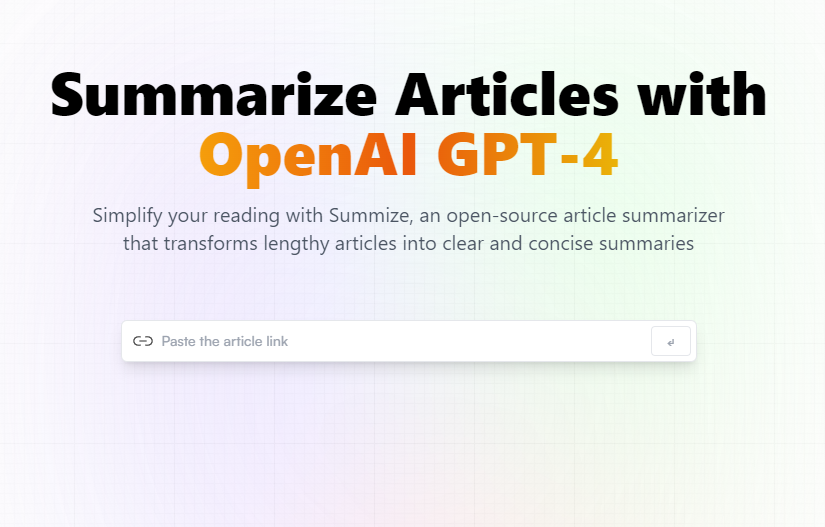 Summarize Articles with
OpenAI GPT-4
Simplify your reading with Summize, an open-source article summarizer
that transforms lengthy articles into clear and concise summaries
Paste the article link
↵